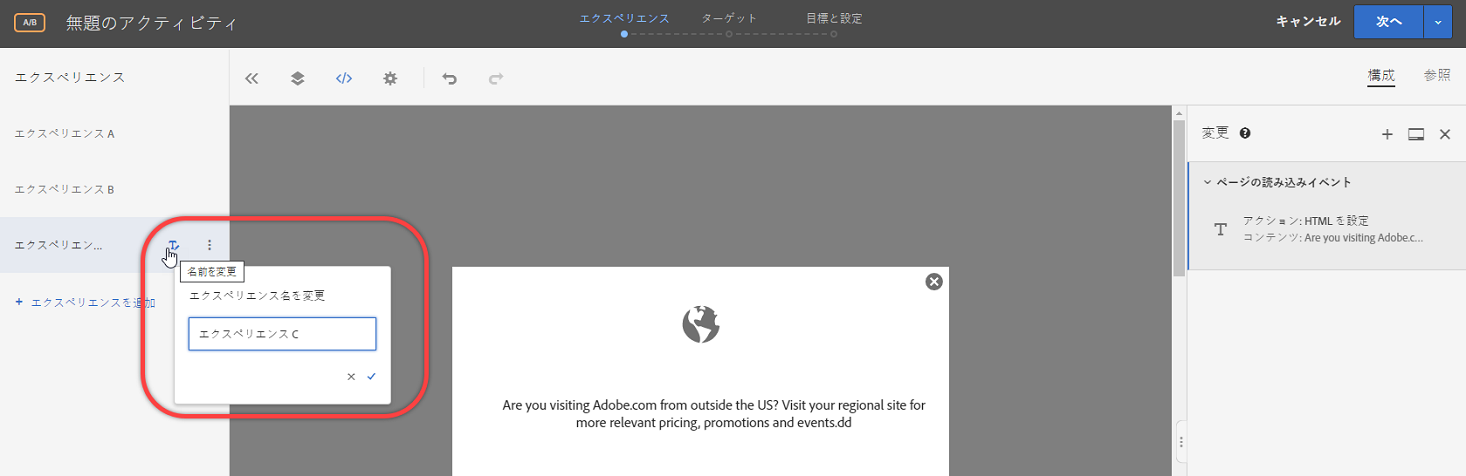 A/B
無題のアクティビティ
エクスペリエンス
ターゲット
目標と設定
キャンセル
次へ
エクスペリエンス
</>
構成
参照
エクスペリエンス A
エクスペリエンス B
エクスペリエン...
名前を変更
エクスペリエンス名を変更
エクスペリエンス C
+ エクスペリエンスを追加
Are you visiting Adobe.com from outside the US? Visit your regional site for
more relevant pricing, promotions and events.dd
変更
ページの読み込みイベント
アクション: HTML を設定
コンテンツ: Are you visiting Adobe.c...